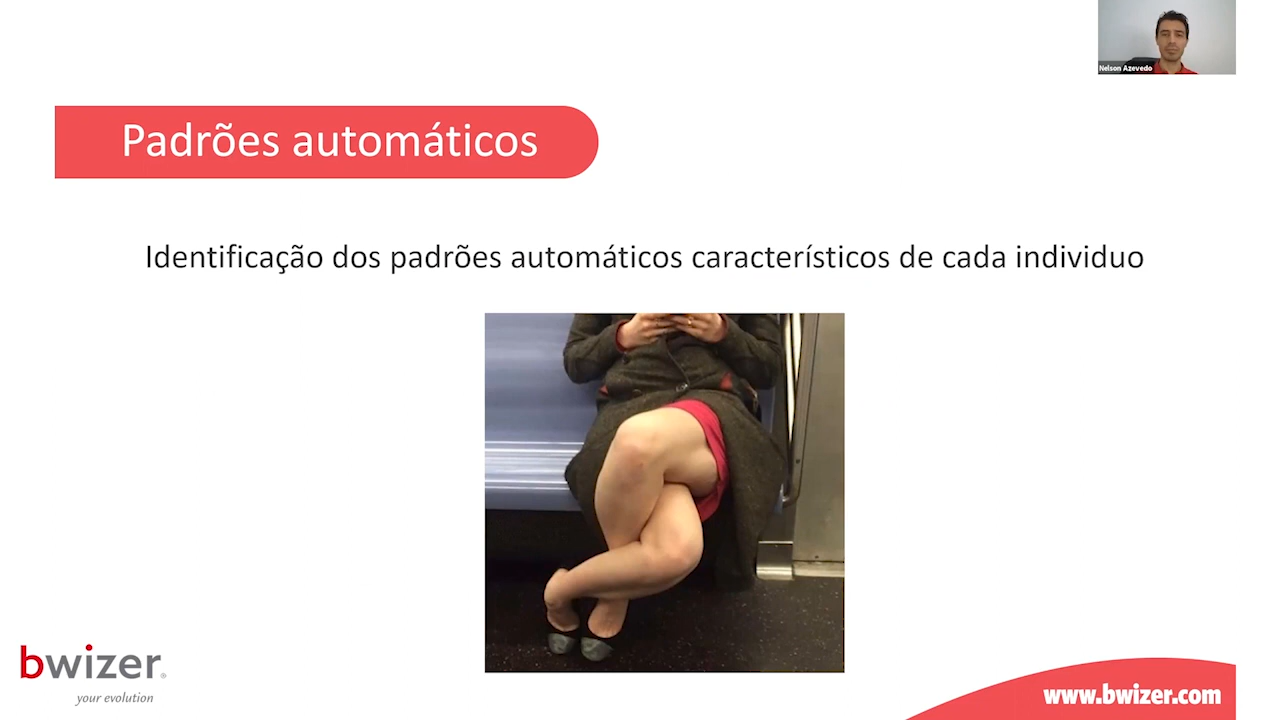 Nelson Azevedo
Padrões automáticos
Identificação dos padrões automáticos característicos de cada individuo
bwizer®
your evolution
www.bwizer.com